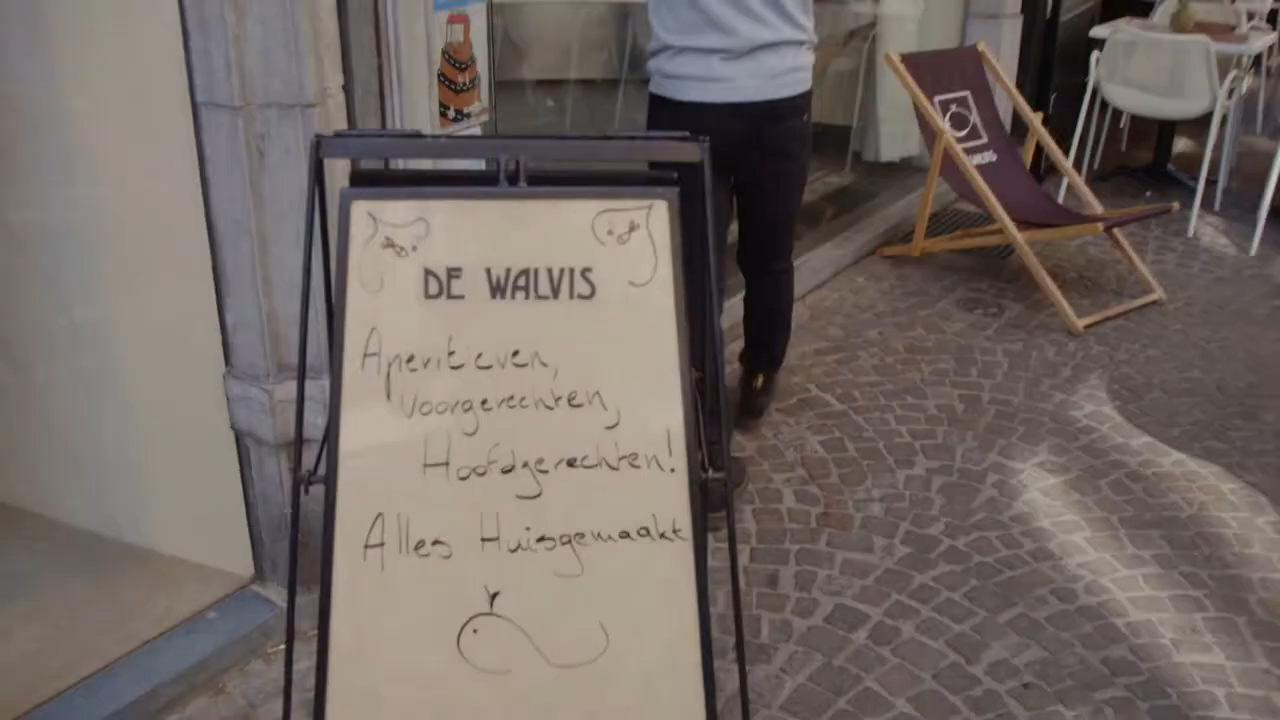 DE WALVIS
Aperitieven,
Voorgerechten,
Hoofdgerechten!
Alles Huisgemaakt